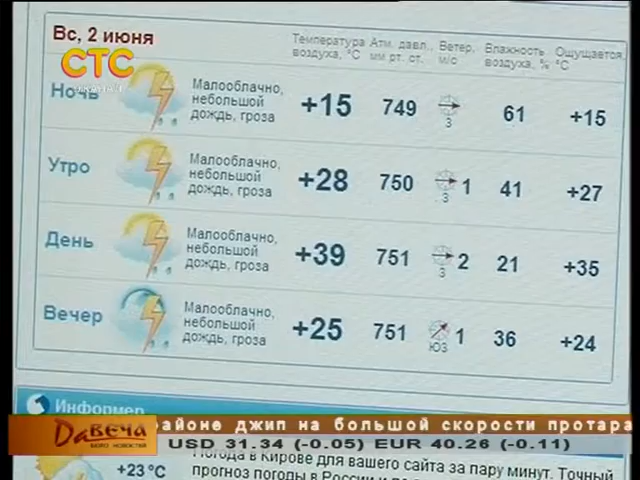 Вс, 2 июня
СТС
Температура воздуха, °С
Атм. давл., мм рт. ст.
Ветер, м/с
Влажность воздуха, %
Ощущается, °С
Ночь
Малооблачно,
небольшой
дождь, гроза
+15 749 З 61 +15
Утро
Малооблачно,
небольшой
дождь, гроза
+28 750 З 1 41 +27
День
Малооблачно,
небольшой
дождь, гроза
+39 751 З 2 21 +35
Вечер
Малооблачно,
небольшой
дождь, гроза
+25 751 ЮЗ 1 36 +24
Информер
ДаВЕЧА
БЮРО НОВОСТЕЙ
районе джип на большой скорости протара
USD 31.34 (-0.05) EUR 40.26 (-0.11)
+23°C
Погода в Кирове для вашего сайта за пару минут. Точный
прогноз погоды в России и по